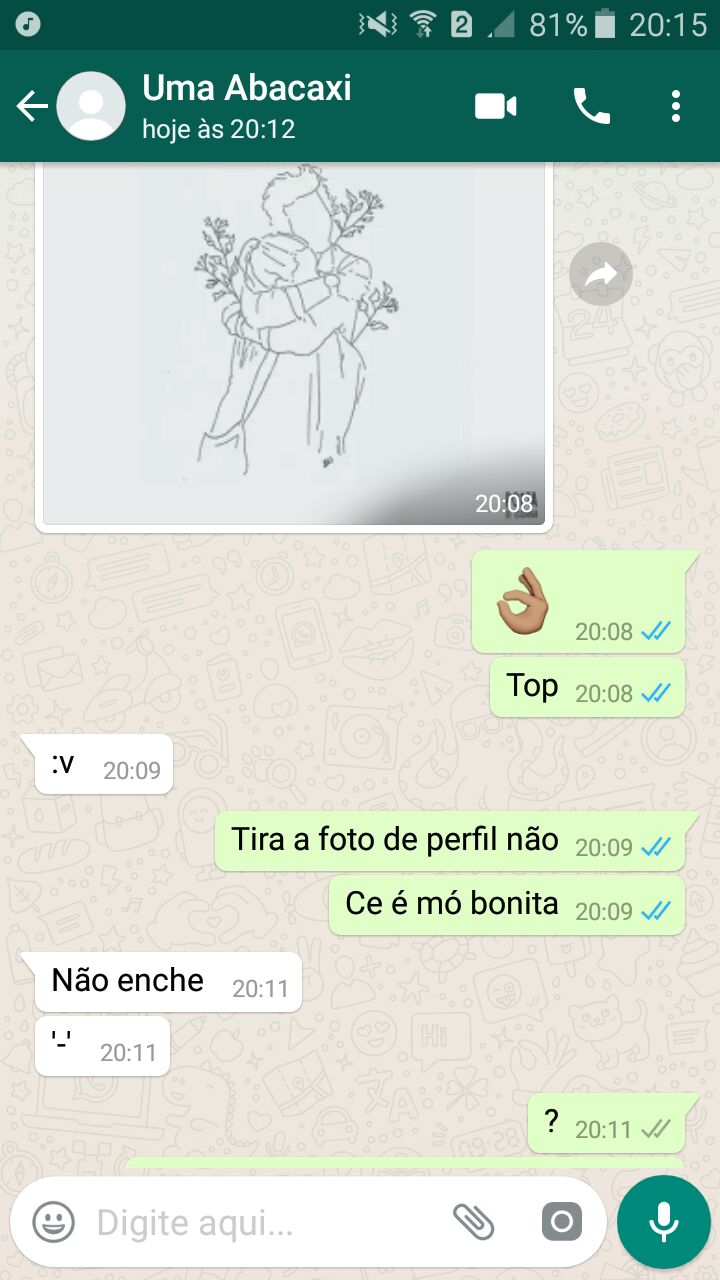 2 81% 20:15
Uma Abacaxi
hoje às 20:12
20:08
👌🏽 20:08
Top 20:08
:v 20:09
Tira a foto de perfil não 20:09
Ce é mó bonita 20:09
Não enche 20:11
'-' 20:11
? 20:11
Digite aqui...